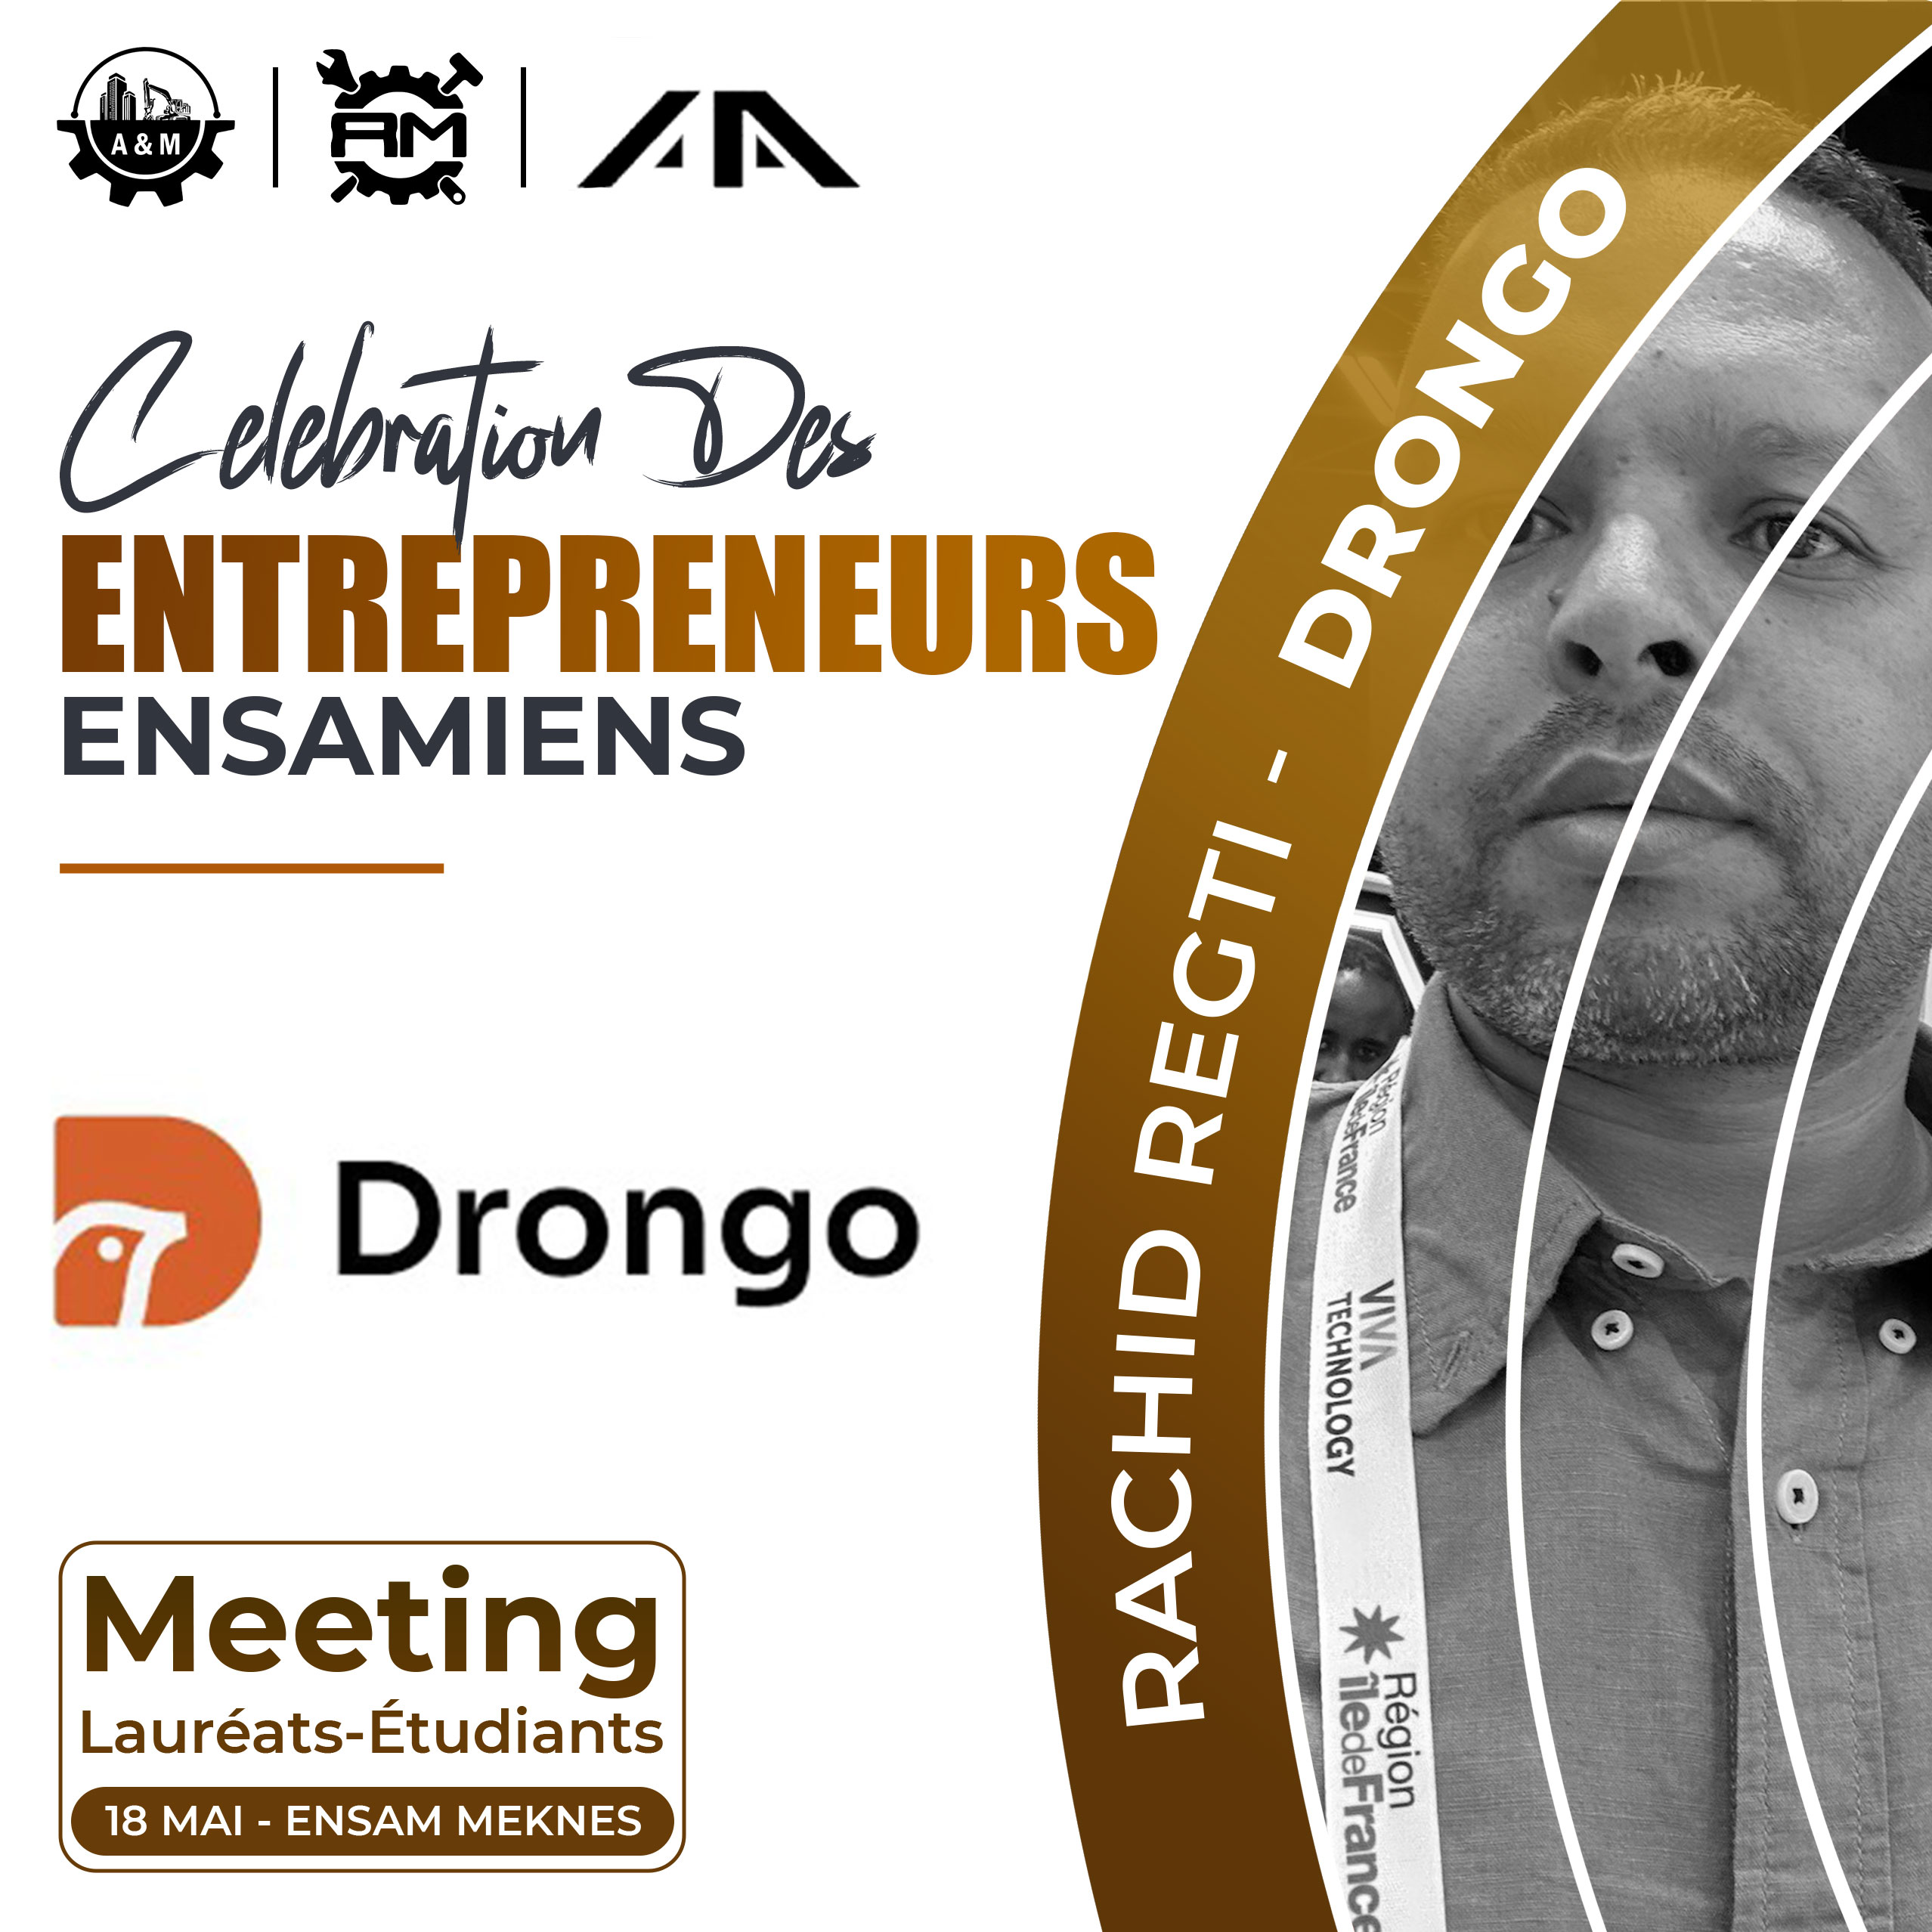 A & M
AM
Celebration Des
ENTREPRENEURS
ENSAMIENS
RACHID REGTI - DRONGO
Drongo
Région
îledeFrance
VIVA
TECHNOLOGY
Région
îledeFrance
Meeting
Lauréats-Étudiants
18 MAI - ENSAM MEKNES